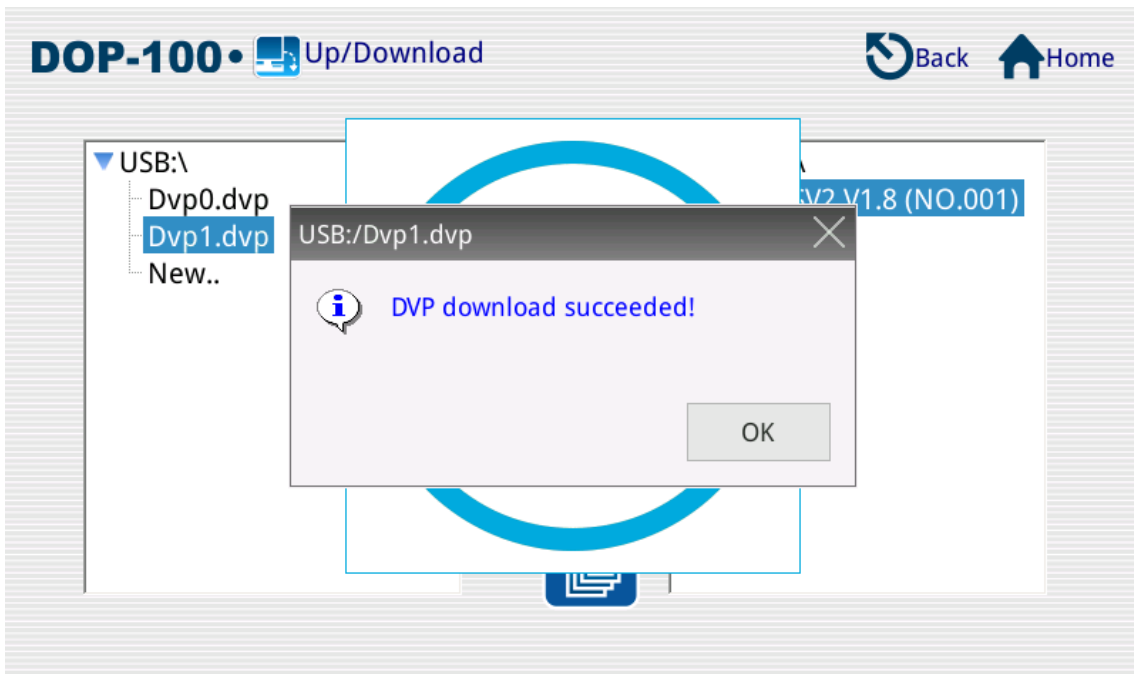 DOP-100 • Up/Download
Back
Home
USB:\
Dvp0.dvp
Dvp1.dvp
New..
\
V2 V1.8 (NO.001)
USB:/Dvp1.dvp
DVP download succeeded!
OK